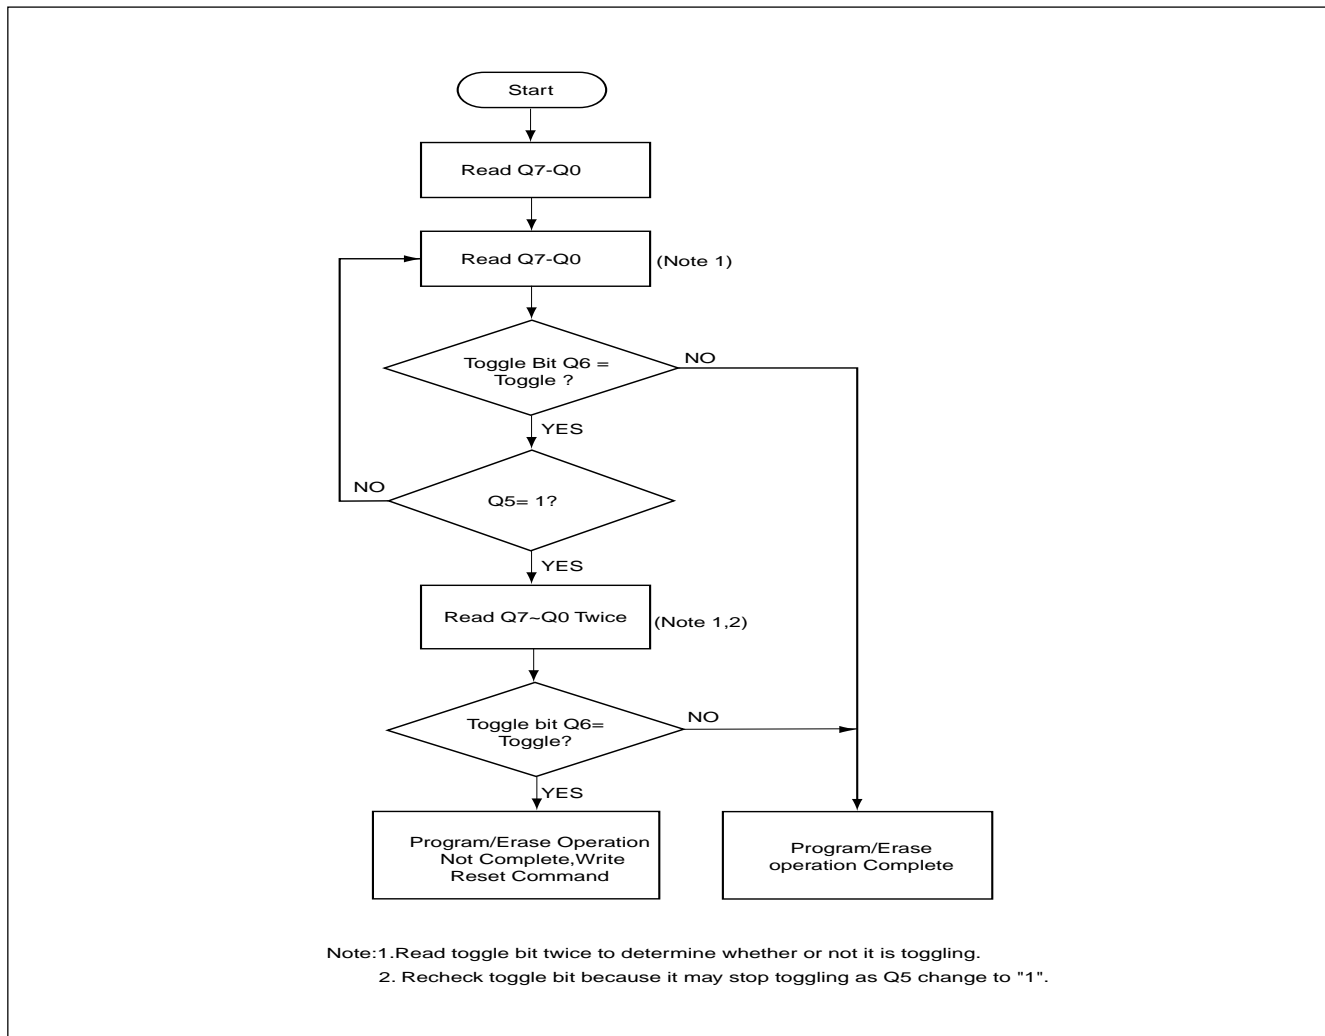 Start
Read Q7-Q0
Read Q7-Q0
(Note 1)
Toggle Bit Q6 =
Toggle ?
NO
YES
NO
Q5= 1?
YES
Read Q7~Q0 Twice
(Note 1,2)
Toggle bit Q6=
Toggle?
NO
YES
Program/Erase Operation
Not Complete,Write
Reset Command
Program/Erase
operation Complete
Note:1.Read toggle bit twice to determine whether or not it is toggling.
2. Recheck toggle bit because it may stop toggling as Q5 change to "1".